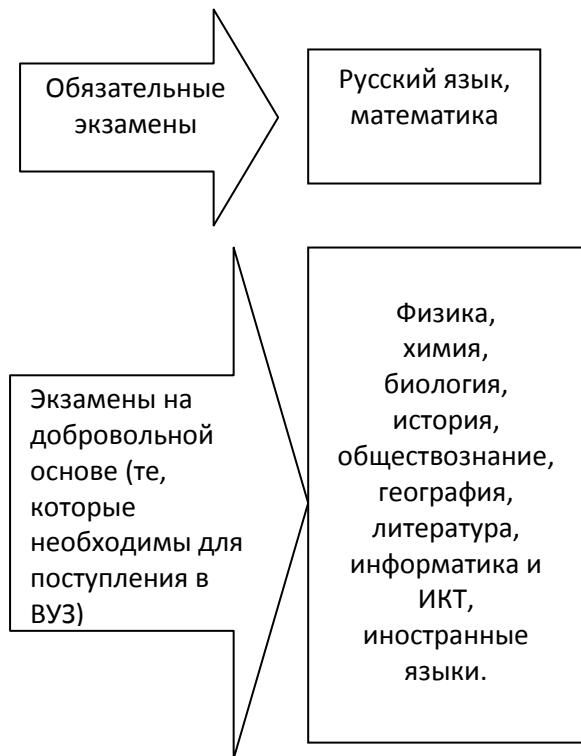 Обязательные
экзамены
Русский язык,
математика
Экзамены на
добровольной
основе (те,
которые
необходимы для
поступления в
ВУЗ)
Физика,
химия,
биология,
история,
обществознание,
география,
литература,
информатика и
ИКТ,
иностранные
языки.